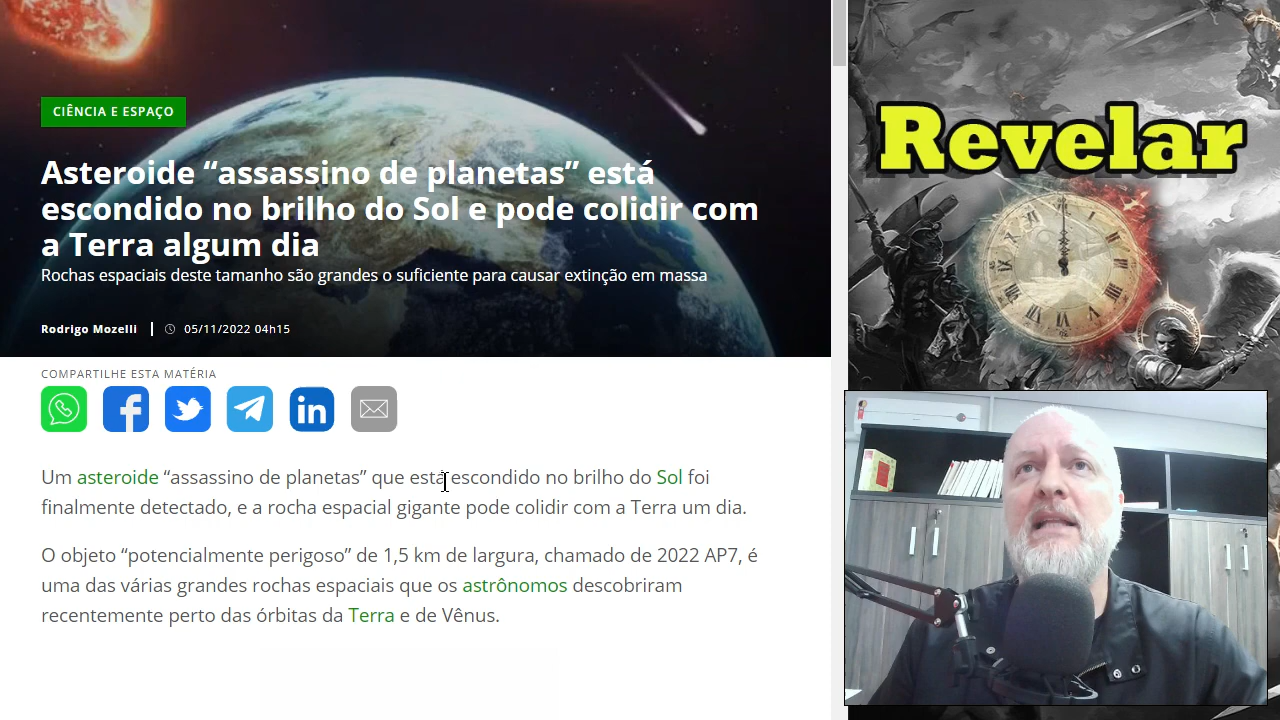 CIÊNCIA E ESPAÇO
Asteroide “assassino de planetas” está
escondido no brilho do Sol e pode colidir com
a Terra algum dia
Rochas espaciais deste tamanho são grandes o suficiente para causar extinção em massa
Rodrigo Mozelli | 05/11/2022 04h15
COMPARTILHE ESTA MATÉRIA
Um asteroide “assassino de planetas” que está escondido no brilho do Sol foi
finalmente detectado, e a rocha espacial gigante pode colidir com a Terra um dia.
O objeto “potencialmente perigoso” de 1,5 km de largura, chamado de 2022 AP7, é
uma das várias grandes rochas espaciais que os astrônomos descobriram
recentemente perto das órbitas da Terra e de Vênus.
Revelar